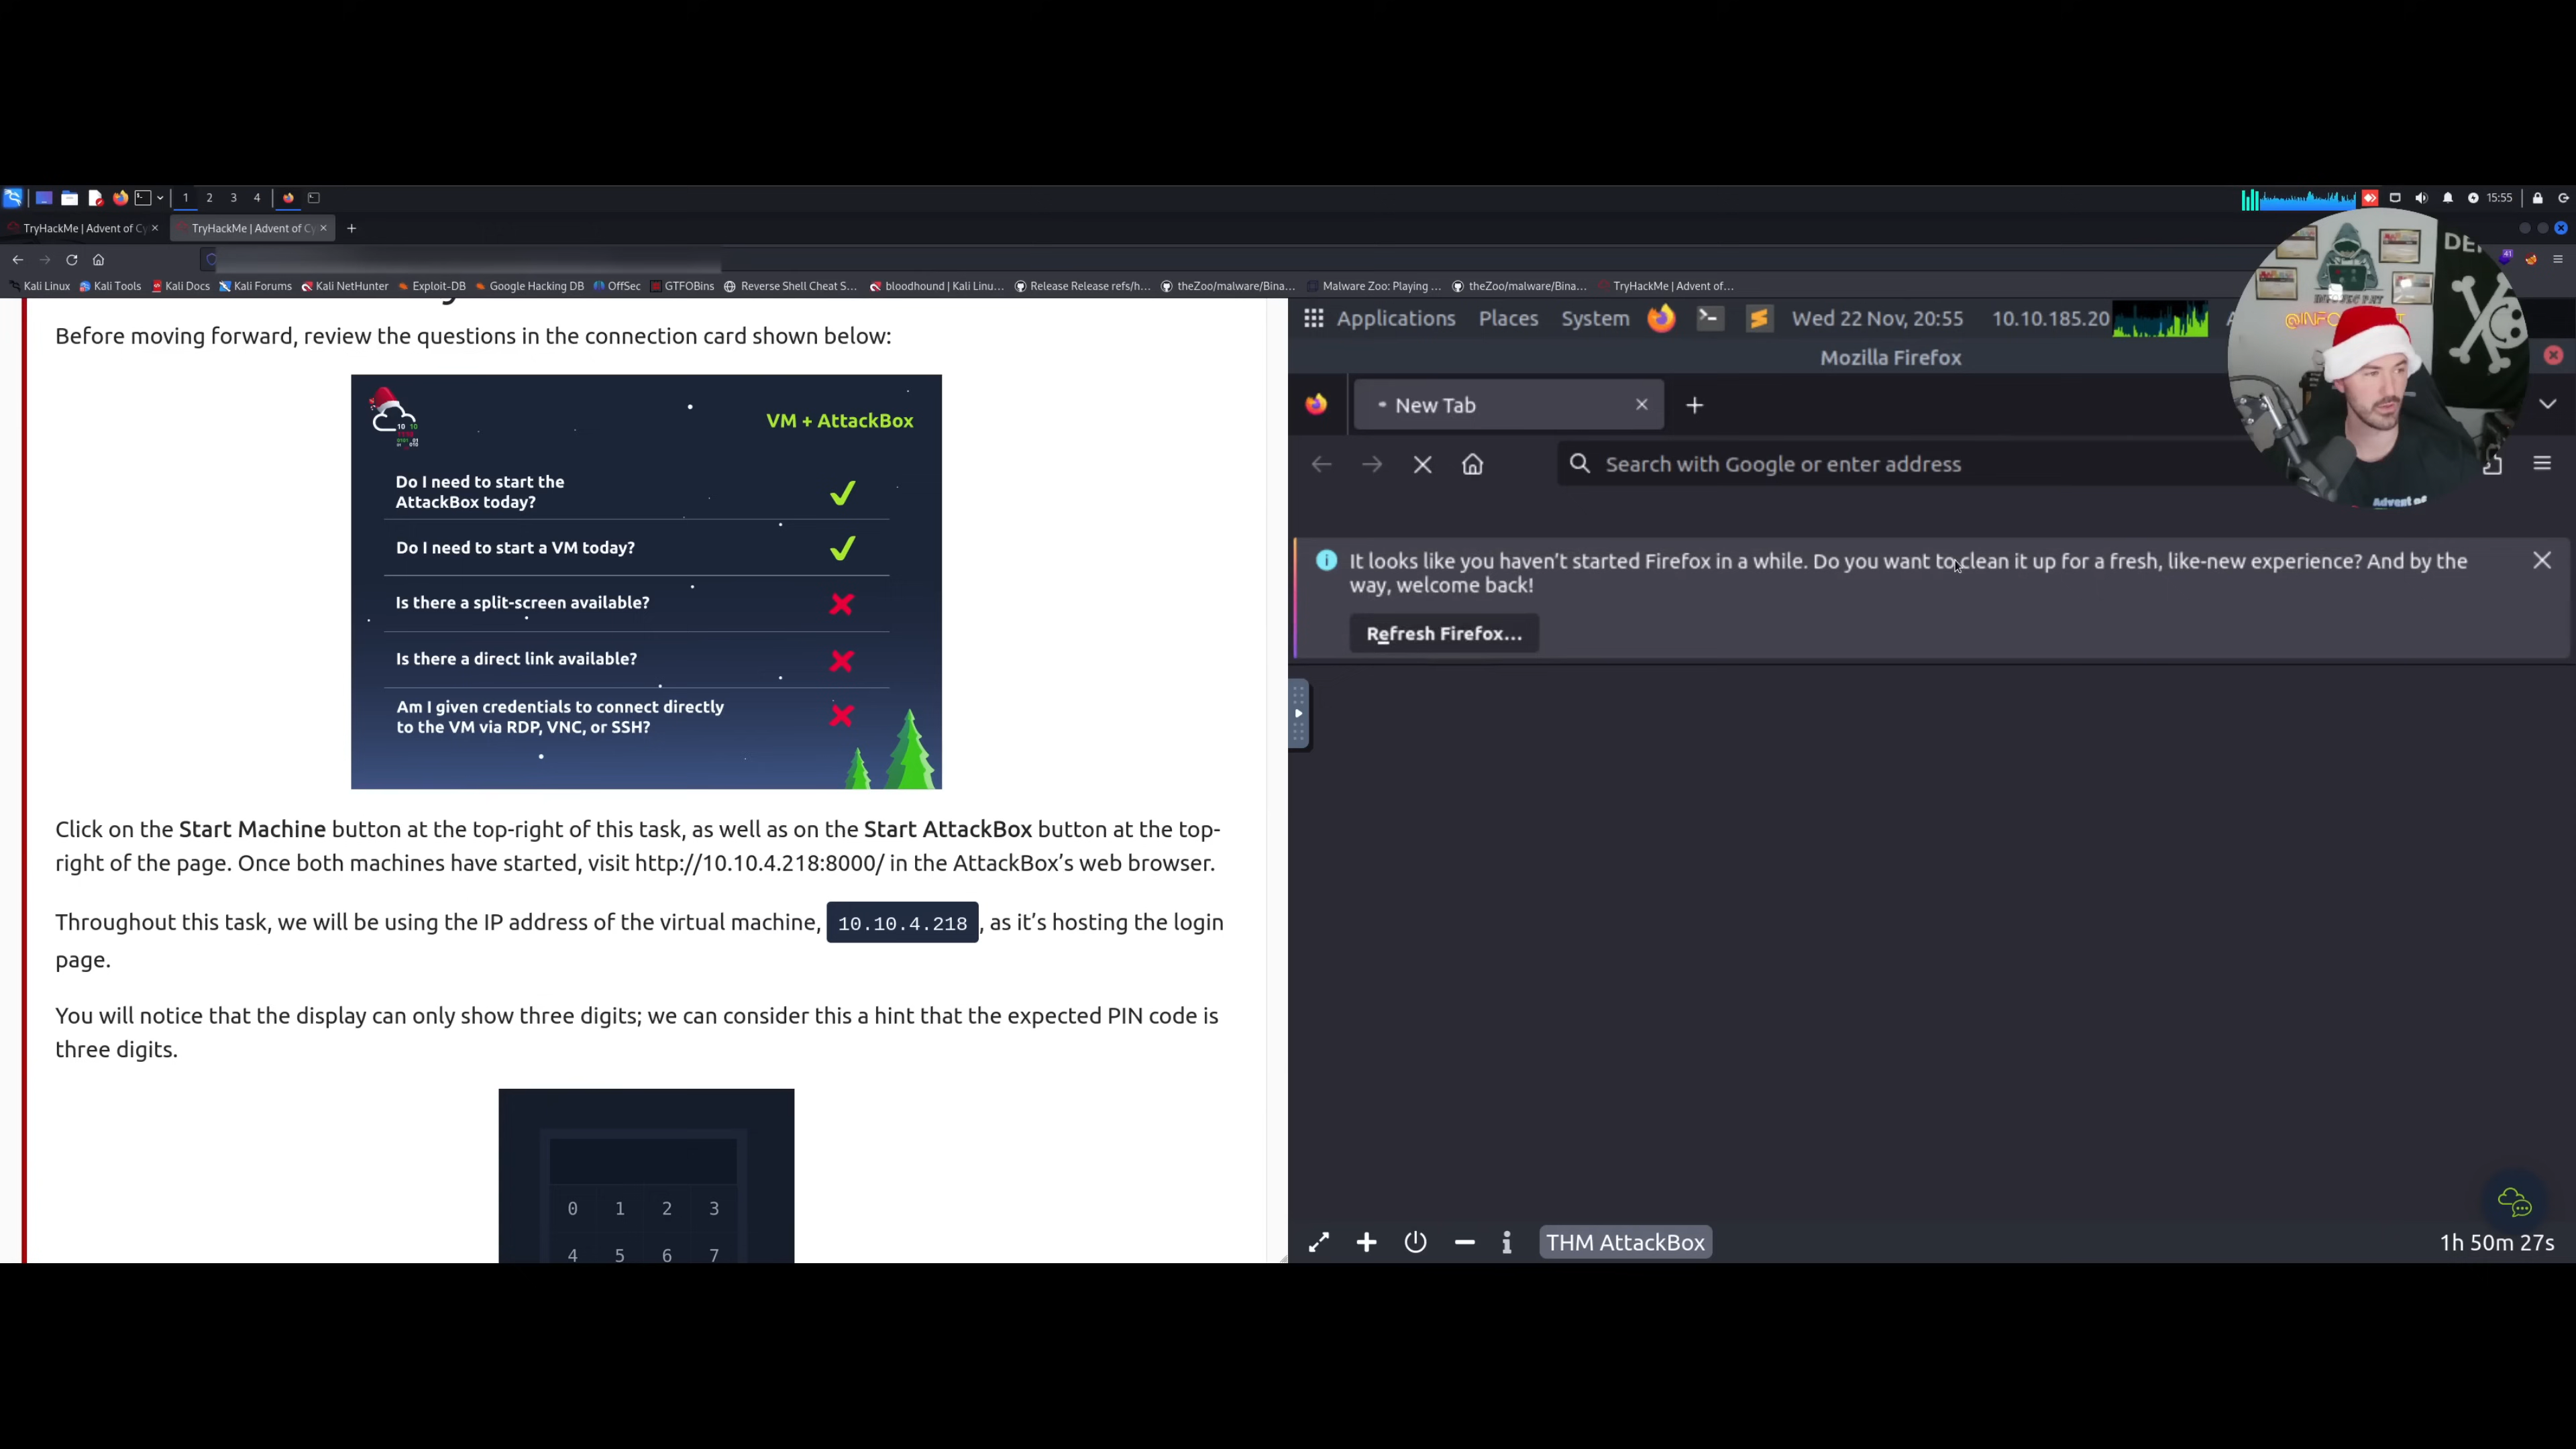 1 2 3 4
15:55
TryHackMe | Advent of Cy
TryHackMe | Advent of Cy
Kali Linux Kali Tools Kali Docs Kali Forums Kali NetHunter Exploit-DB Google Hacking DB OffSec GTFOBins Reverse Shell Cheat S... bloodhound | Kali Linu... Release Release refs/h... theZoo/malware/Bina... Malware Zoo: Playing ... theZoo/malware/Bina... TryHackMe | Advent of...
Before moving forward, review the questions in the connection card shown below:
VM + AttackBox
Do I need to start the
AttackBox today?
Do I need to start a VM today?
Is there a split-screen available?
Is there a direct link available?
Am I given credentials to connect directly
to the VM via RDP, VNC, or SSH?
Click on the Start Machine button at the top-
right of this task, as well as on the Start AttackBox button at the top-
right of the page. Once both machines have started, visit http://10.10.4.218:8000/ in the AttackBox's web browser.
Throughout this task, we will be using the IP address of the virtual machine, 10.10.4.218 , as it's hosting the login
page.
You will notice that the display can only show three digits; we can consider this a hint that the expected PIN code is
three digits.
0 1 2 3
4 5 6 7
Applications Places System Wed 22 Nov, 20:55 10.10.185.20
Mozilla Firefox
New Tab
Search with Google or enter address
It looks like you haven't started Firefox in a while. Do you want to clean it up for a fresh, like-new experience? And by the
way, welcome back!
Refresh Firefox...
THM AttackBox
1h 50m 27s
Advent of